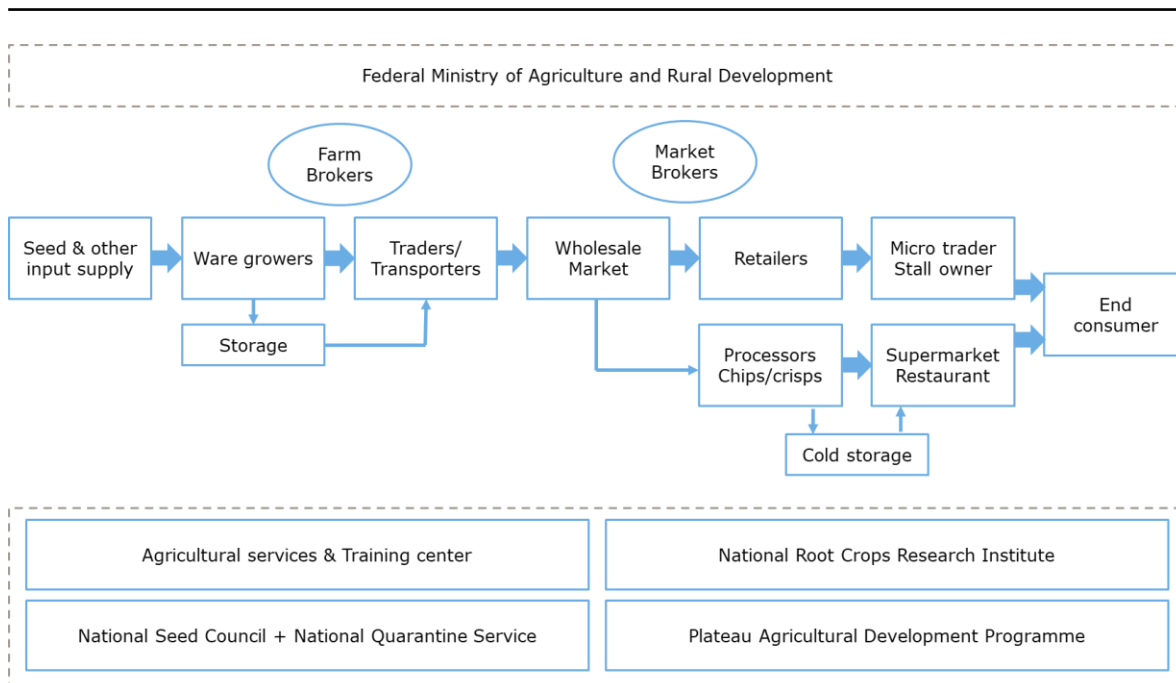 Federal Ministry of Agriculture and Rural Development
Farm
Brokers
Market
Brokers
Seed & other
input supply
Ware growers
Traders/
Transporters
Wholesale
Market
Retailers
Micro trader
Stall owner
End
consumer
Storage
Processors
Chips/crisps
Supermarket
Restaurant
Cold storage
Agricultural services & Training center
National Root Crops Research Institute
National Seed Council + National Quarantine Service
Plateau Agricultural Development Programme